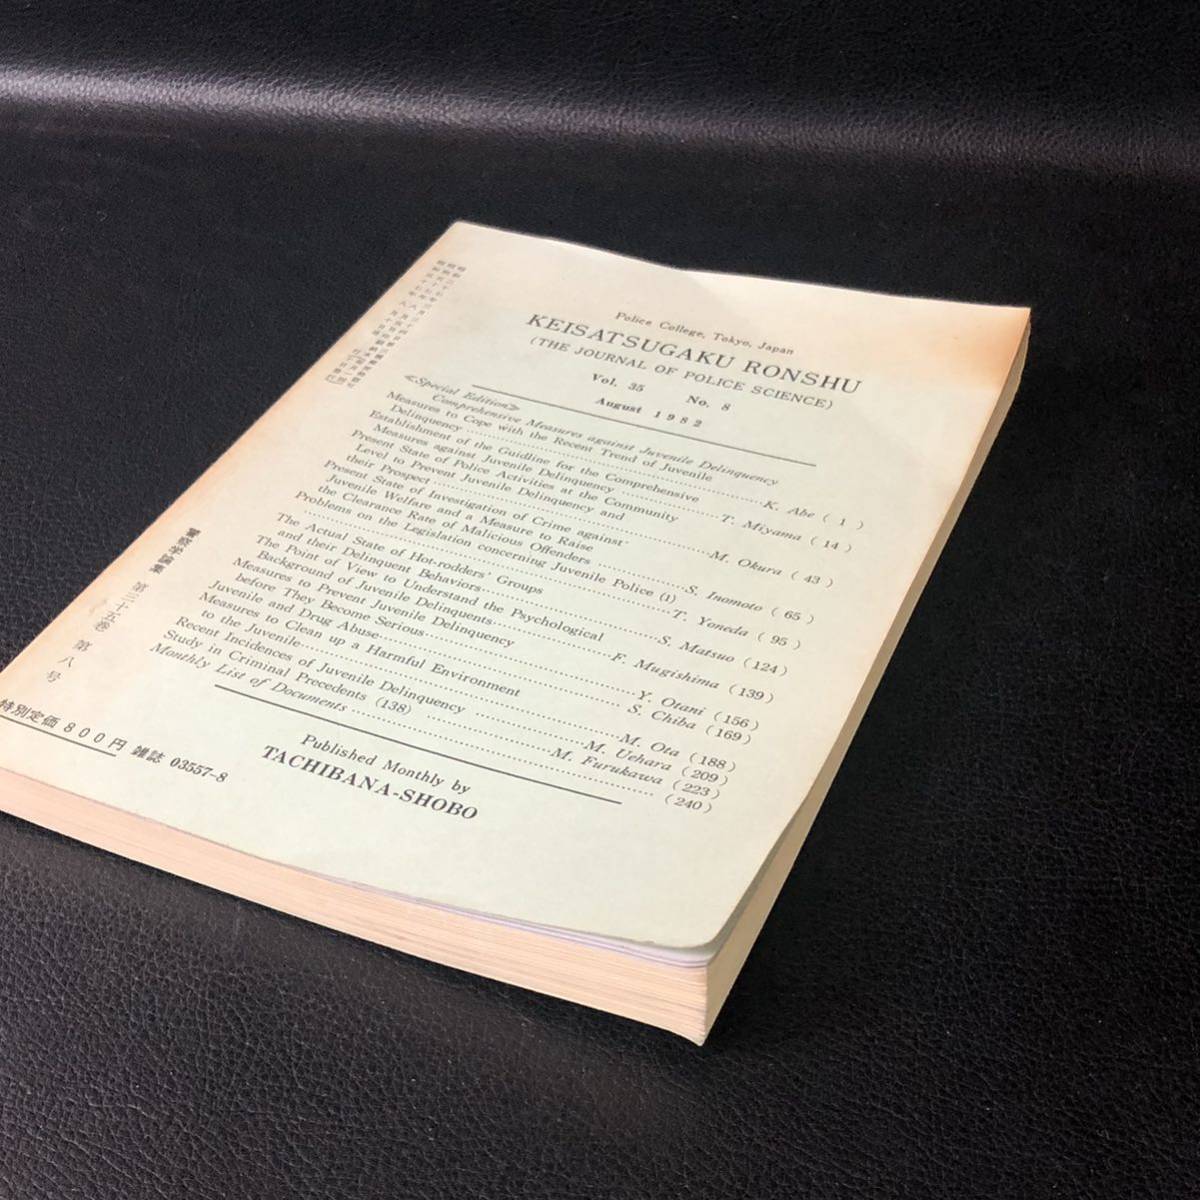 Police College, Tokyo, Japan
KEISATSUGAKU RONSHU
(THE JOURNAL OF POLICE SCIENCE)
Vol. 35 No. 8
August 1982
≪Special Edition≫
Comprehensive Measures against Juvenile Delinquency
Measures to Cope with the Recent Trend of Juvenile
Delinquency ........ K. Abe ( 1 )
Establishment of the Guidline for the Comprehensive
Measures against Juvenile Delinquency ........ T. Miyama ( 14 )
Present State of Police Activities at the Community
Level to Prevent Juvenile Delinquency and
their Prospect ........ M. Okura ( 43 )
Present State of Investigation of Crime against
Juvenile Welfare and a Measure to Raise
the Clearance Rate of Malicious Offenders ........ S. Inomoto ( 65 )
Problems on the Legislation concerning Juvenile Police (1)
........ T. Yoneda ( 95 )
The Actual State of Hot-rodders' Groups
and their Delinquent Behaviors ........ S. Matsuo (124)
The Point of View to Understand the Psychological
Background of Juvenile Delinquents ........ F. Mugishima (139)
Measures to Prevent Juvenile Delinquency
before They Become Serious ........ Y. Otani (156)
Juvenile and Drug Abuse ........ S. Chiba (169)
Measures to Clean up a Harmful Environment
to the Juvenile ........ M. Ota (188)
Recent Incidences of Juvenile Delinquency ........ M. Uehara (209)
Study in Criminal Precedents (138) ........ M. Furukawa (223)
Monthly List of Documents ........ (240)
Published Monthly by
TACHIBANA-SHOBO
警察学論集 第三十五巻 第八号
特別定価800円 雑誌 03557-8